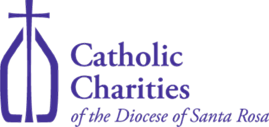 Catholic
Charities
of the Diocese of Santa Rosa